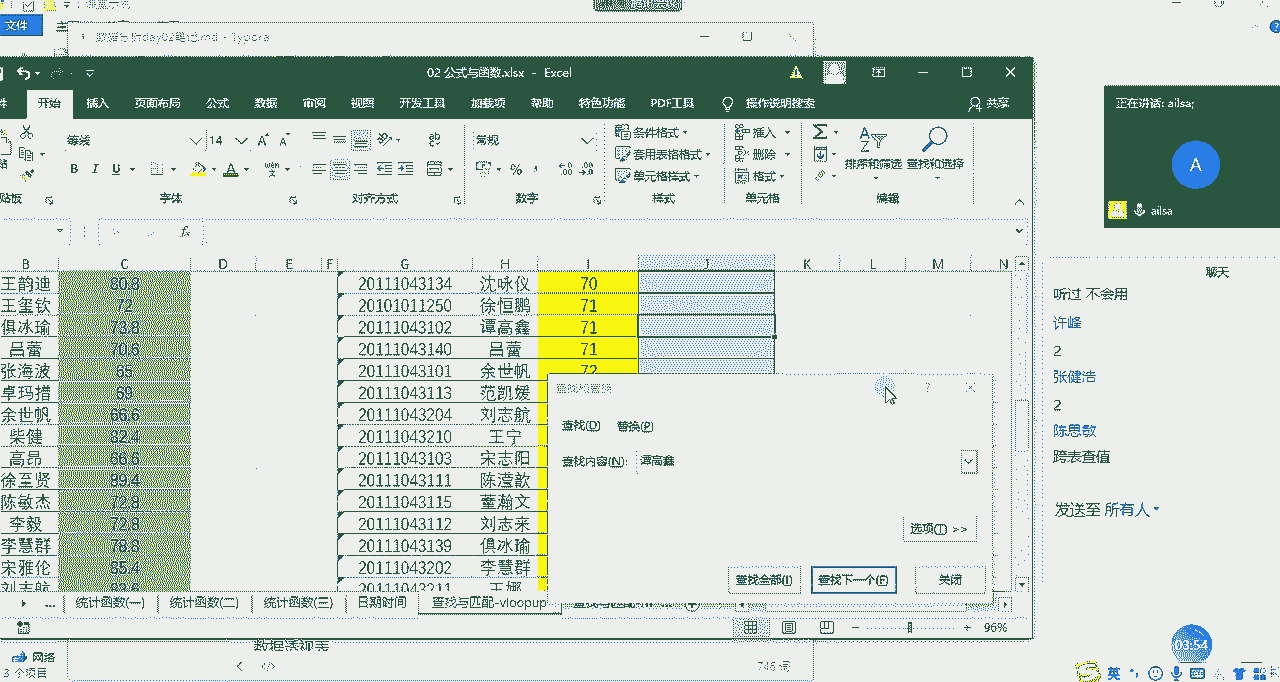 文件
数据分析day02笔记.md - Typora
02 公式与函数.xlsx - Excel
开始 插入 页面布局 公式 数据 审阅 视图 开发工具 加载项 帮助 特色功能 PDF工具 操作说明搜索 共享
等线 14 常规
条件格式 套用表格格式 单元格样式
插入 删除 格式
排序和筛选 查找和选择
字体 对齐方式 数字 样式 单元格 编辑
B C D E F G H I J K L M N
王韵迪 80.8 20111043134 沈咏仪 70
王玺钦 72 20101011250 徐恒鹏 71
俱冰瑜 73.8 20111043102 谭高鑫 71
吕蕾 70.6 20111043140 吕蕾 71
张海波 65 20111043101 余世帆 72
卓玛措 59 20111043113 范凯媛
余世帆 66.6 20111043204 刘志航
柴健 82.4 20111043210 王宁
高昂 66.6 20111043103 宋志阳
徐至贤 89.4 20111043111 陈滢歆
陈敏杰 72.8 20111043115 董瀚文
李毅 72.8 20111043112 刘志来
李慧群 78.8 20111043139 俱冰瑜
宋雅伦 85.4 20111043202 李慧群
刘志航 20111043211 王娜
查找和替换
查找(D) 替换(P)
查找内容(N): 谭高鑫
选项(T) >>
查找全部(I) 查找下一个(F) 关闭
... 统计函数(一) 统计函数(二) 统计函数(三) 日期时间 查找与匹配-vloopup
96%
数据透视表
网络
3 个项目
正在讲话: ailsa;
A
ailsa
聊天
听过 不会用
许峰
2
张健浩
2
陈思敏
跨表查值
发送至 所有人
03:54
英